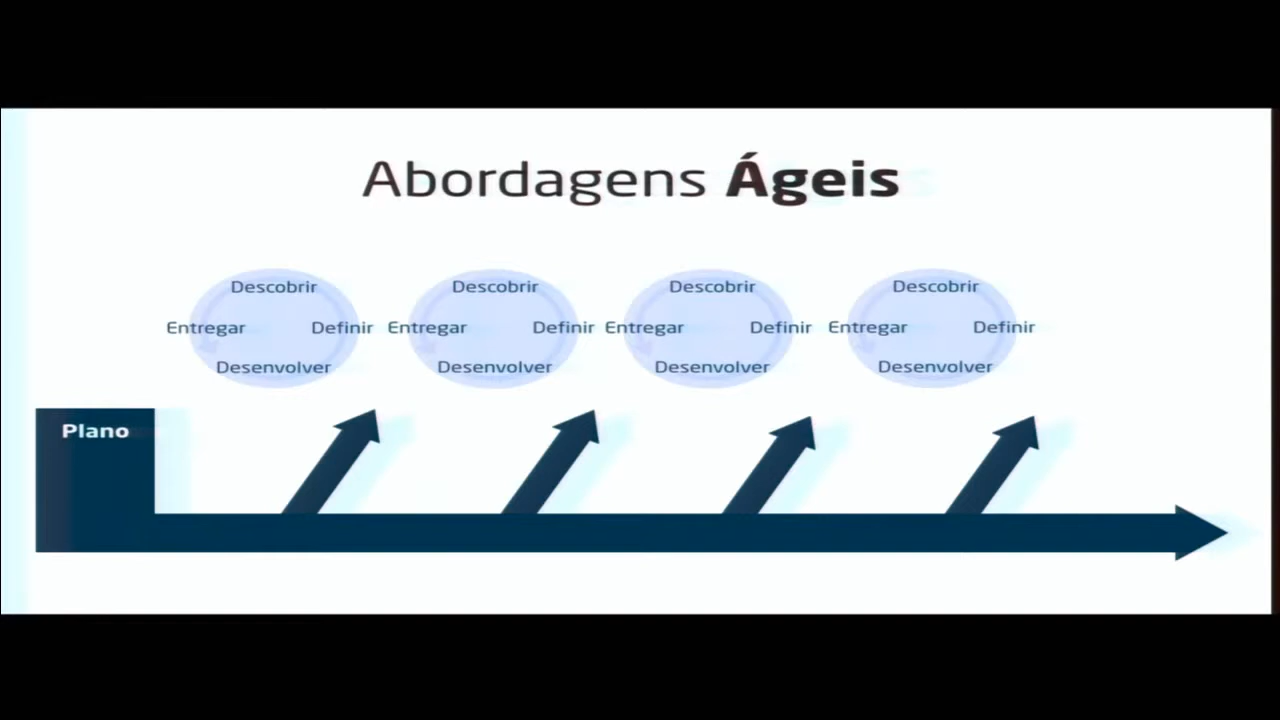 Abordagens Ágeis
Descobrir
Entregar
Definir
Desenvolver
Descobrir
Entregar
Definir
Desenvolver
Descobrir
Entregar
Definir
Desenvolver
Descobrir
Entregar
Definir
Desenvolver
Plano